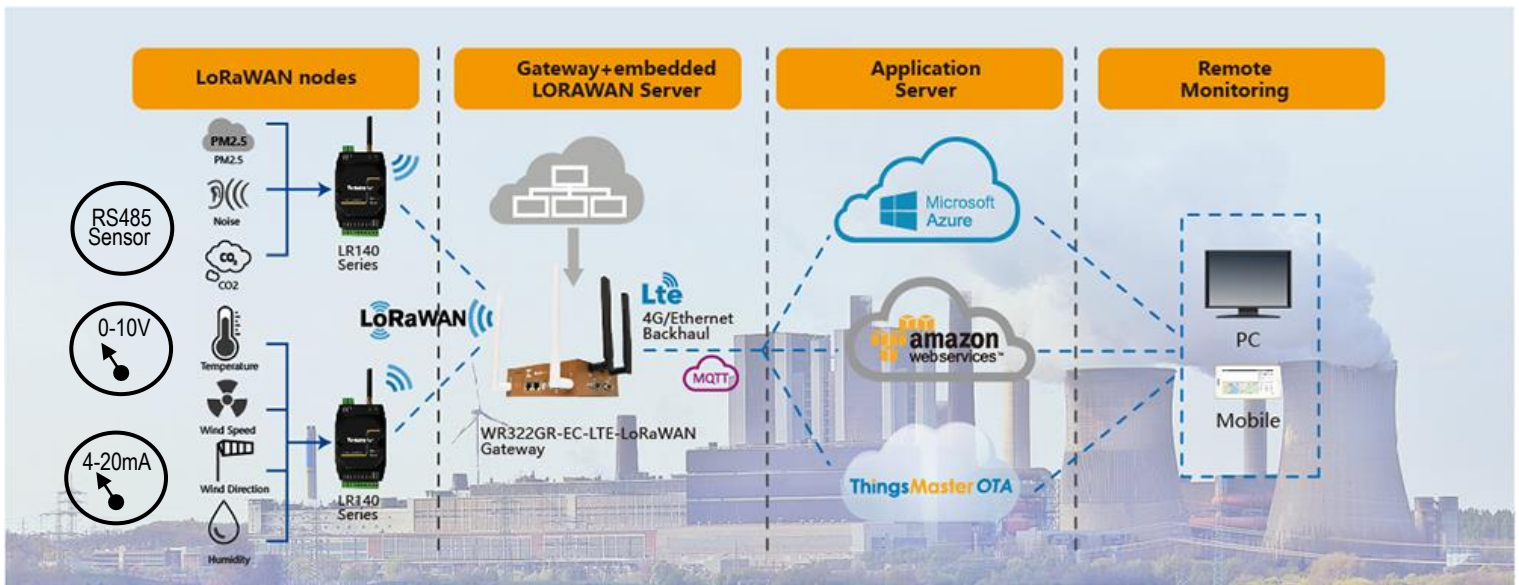 LoRaWAN nodes
Gateway+embedded
LORAWAN Server
Application
Server
Remote
Monitoring
PM2.5
PM2.5
Noise
CO₂
CO2
RS485
Sensor
LR140
Series
0-10V
Temperature
Wind Speed
4-20mA
Wind Direction
Humidity
LR140
Series
LoRaWAN
Lte
4G/Ethernet
Backhaul
MQTT
WR322GR-EC-LTE-LoRaWAN
Gateway
Microsoft
Azure
amazon
webservices™
ThingsMaster OTA
PC
Mobile